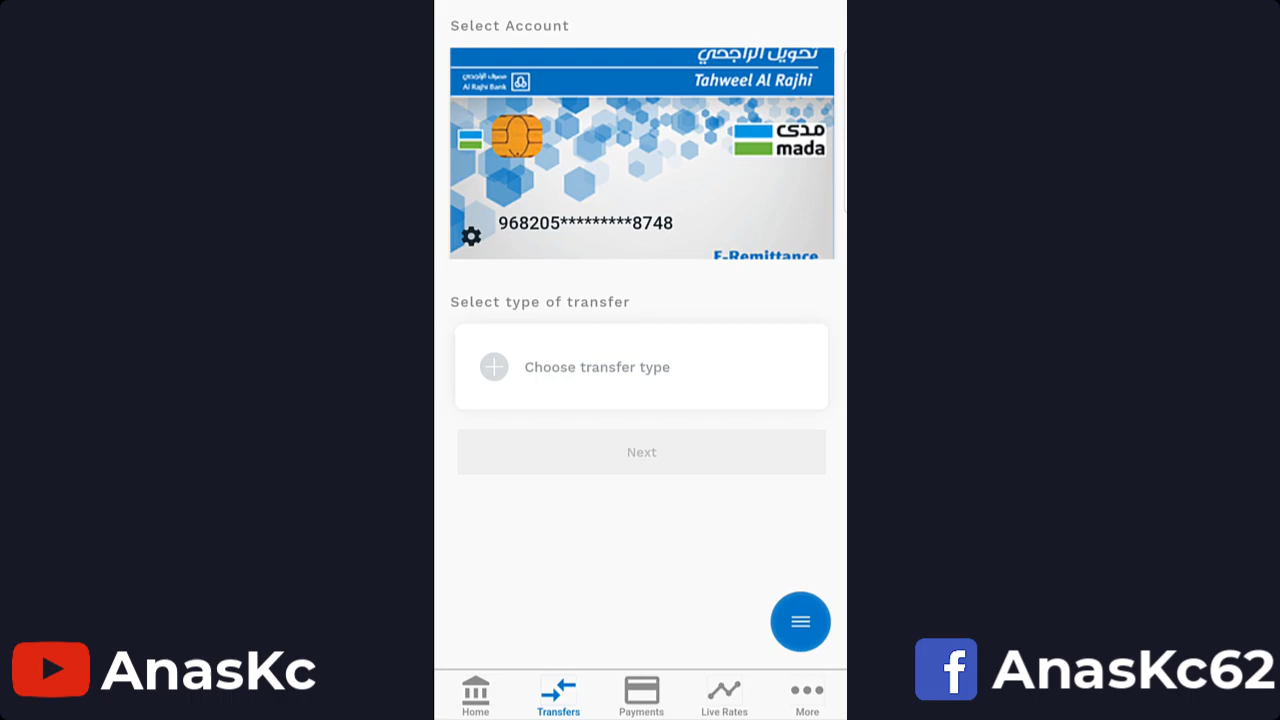 Select Account
تحويل الراجحي
مصرف الراجحي
Al Rajhi Bank
Tahweel Al Rajhi
مدى
mada
968205*********8748
E-Remittance
Select type of transfer
Choose transfer type
Next
AnasKc
f AnasKc62
Home
Transfers
Payments
Live Rates
More